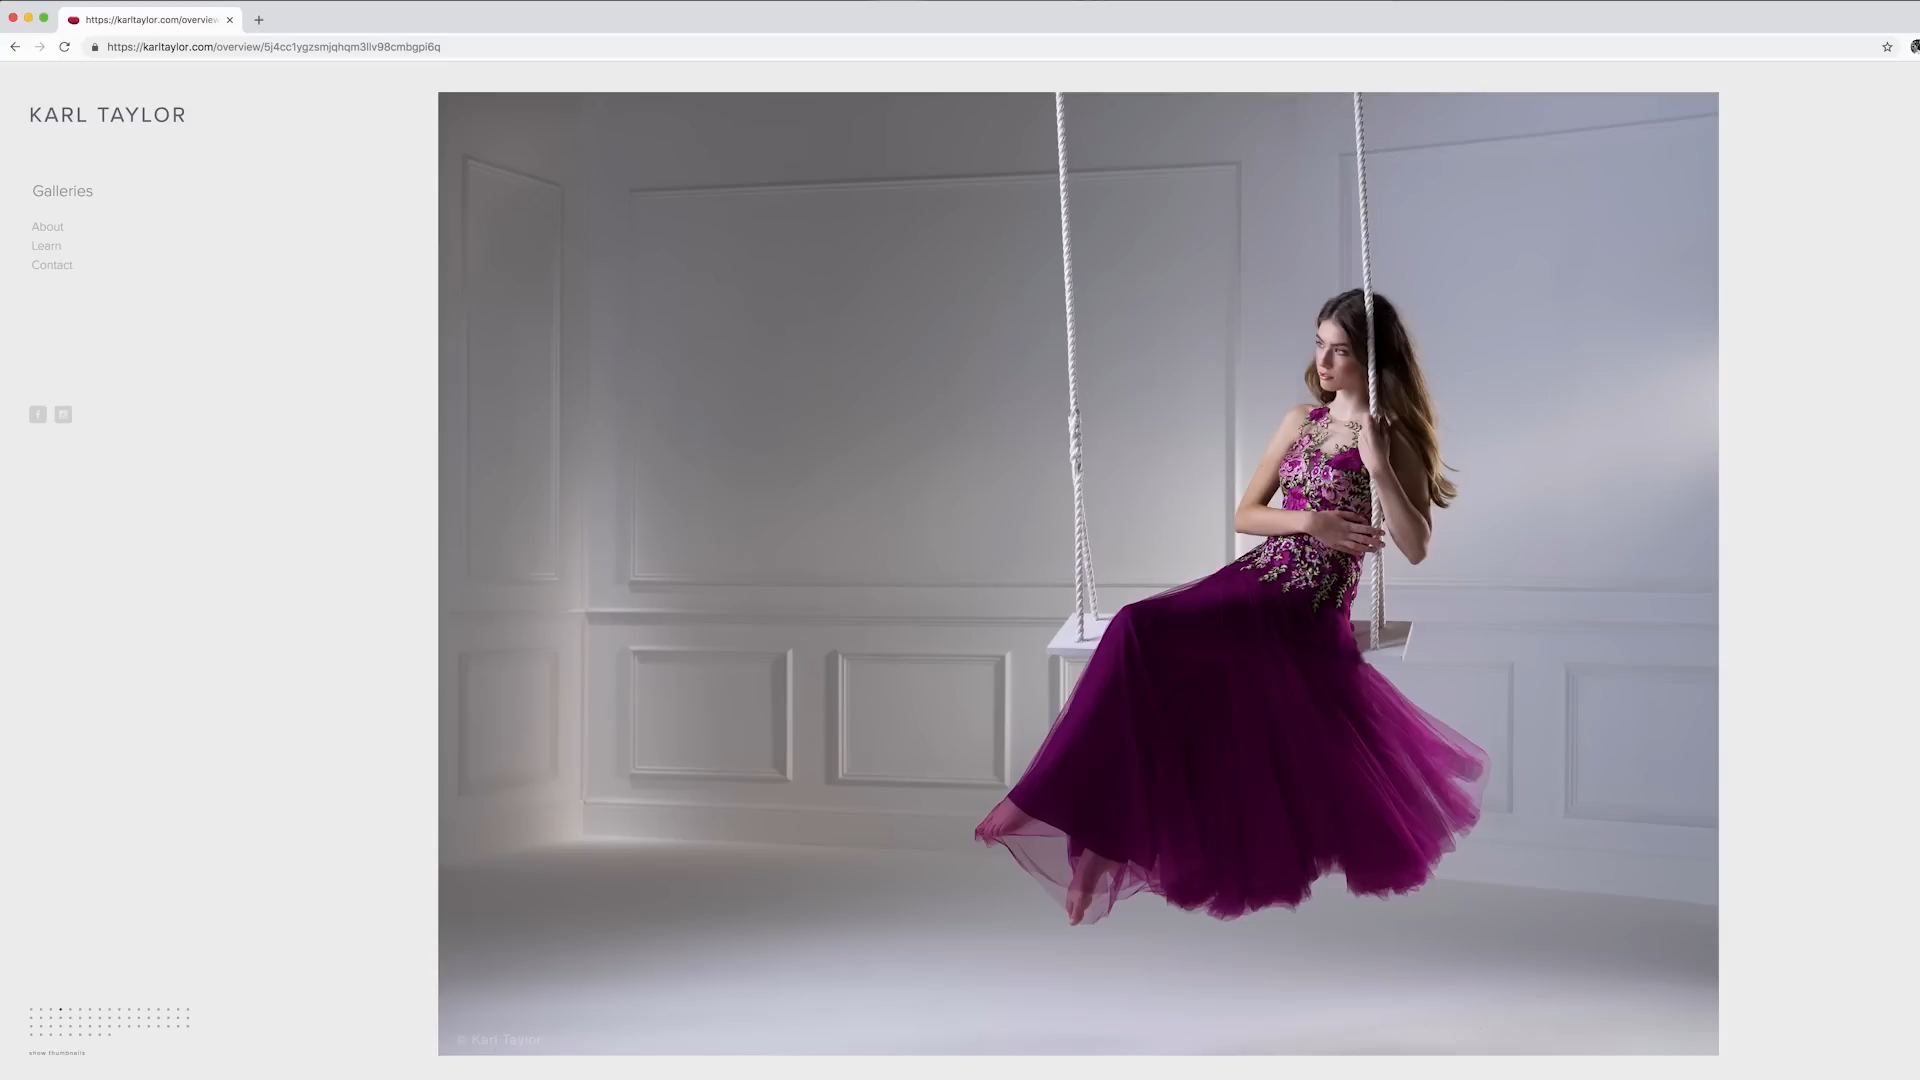 https://karltaylor.com/overview
https://karltaylor.com/overview/5j4cc1ygzsmjqhqm3llv98cmbgpi6q
KARL TAYLOR
Galleries
About
Learn
Contact
show thumbnails
© Karl Taylor